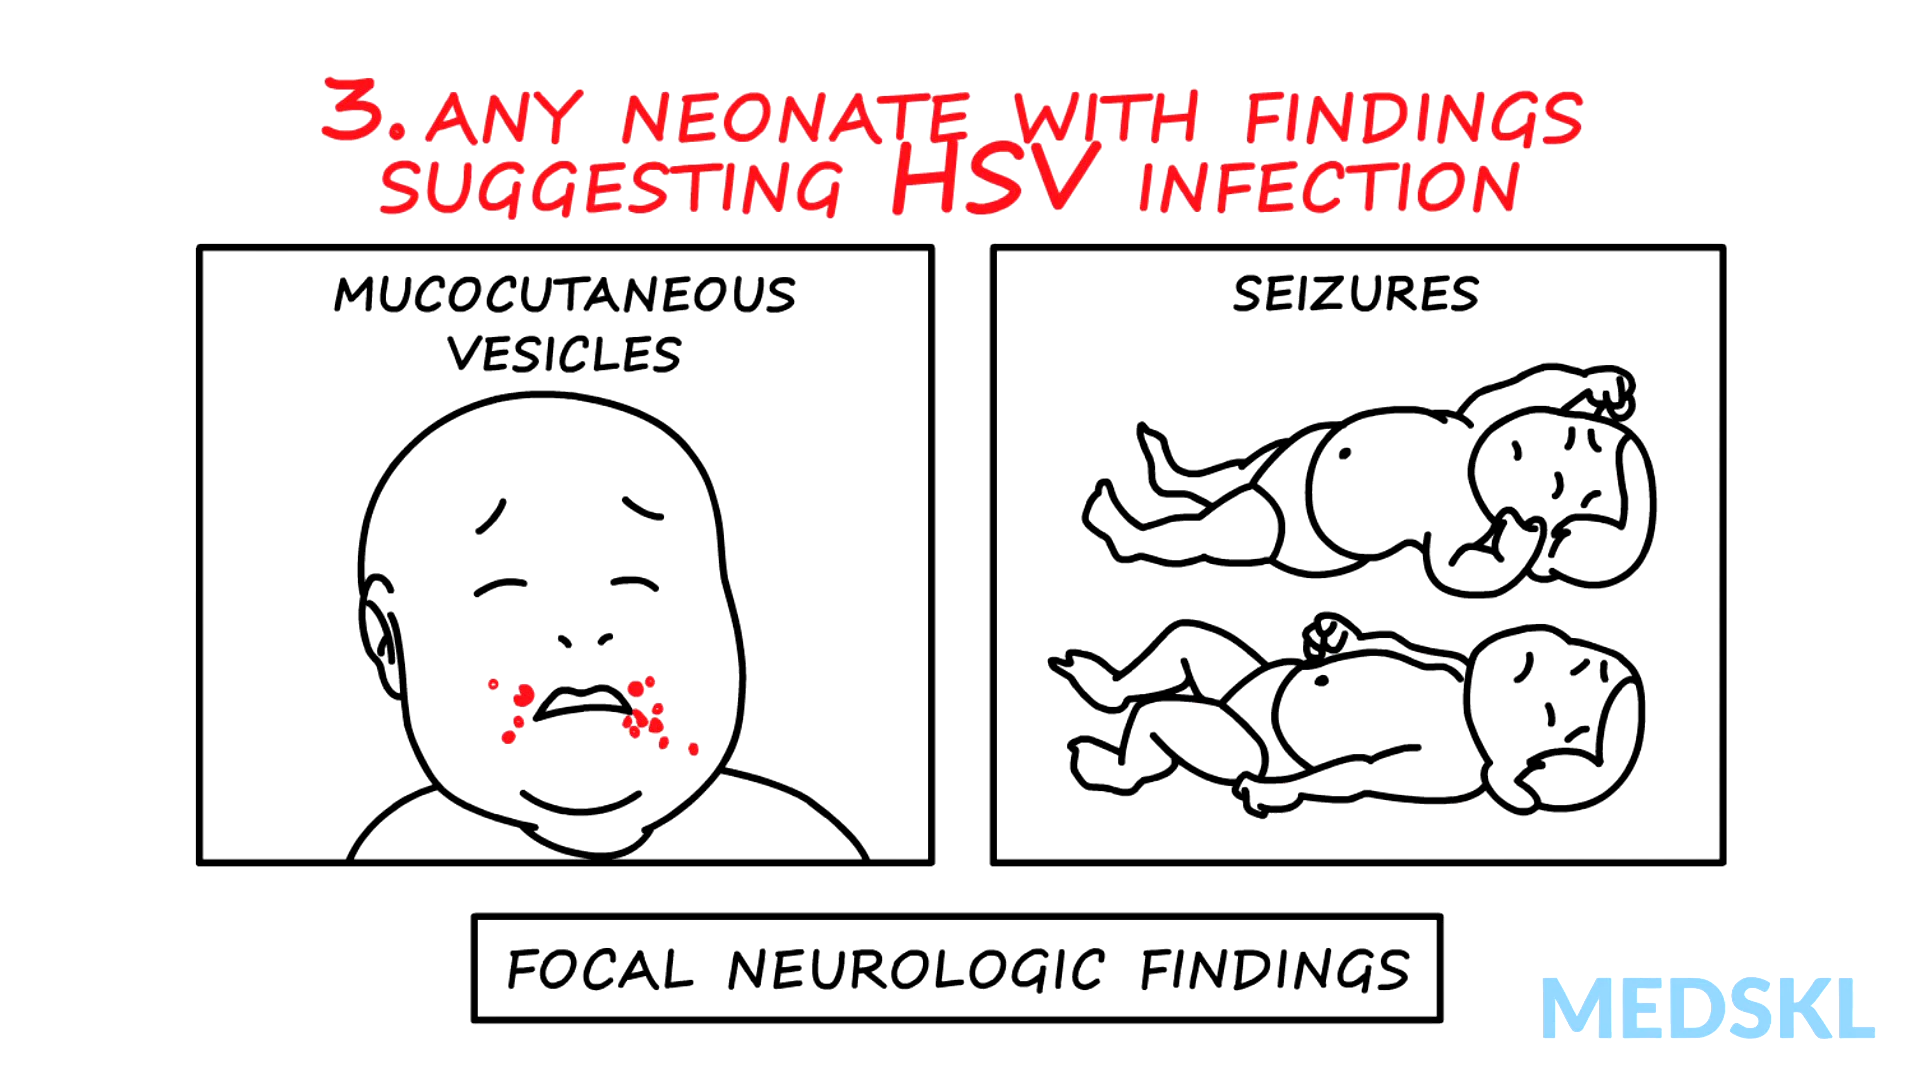 3. ANY NEONATE WITH FINDINGS
SUGGESTING HSV INFECTION
MUCOCUTANEOUS
VESICLES
SEIZURES
FOCAL NEUROLOGIC FINDINGS
MEDSKL